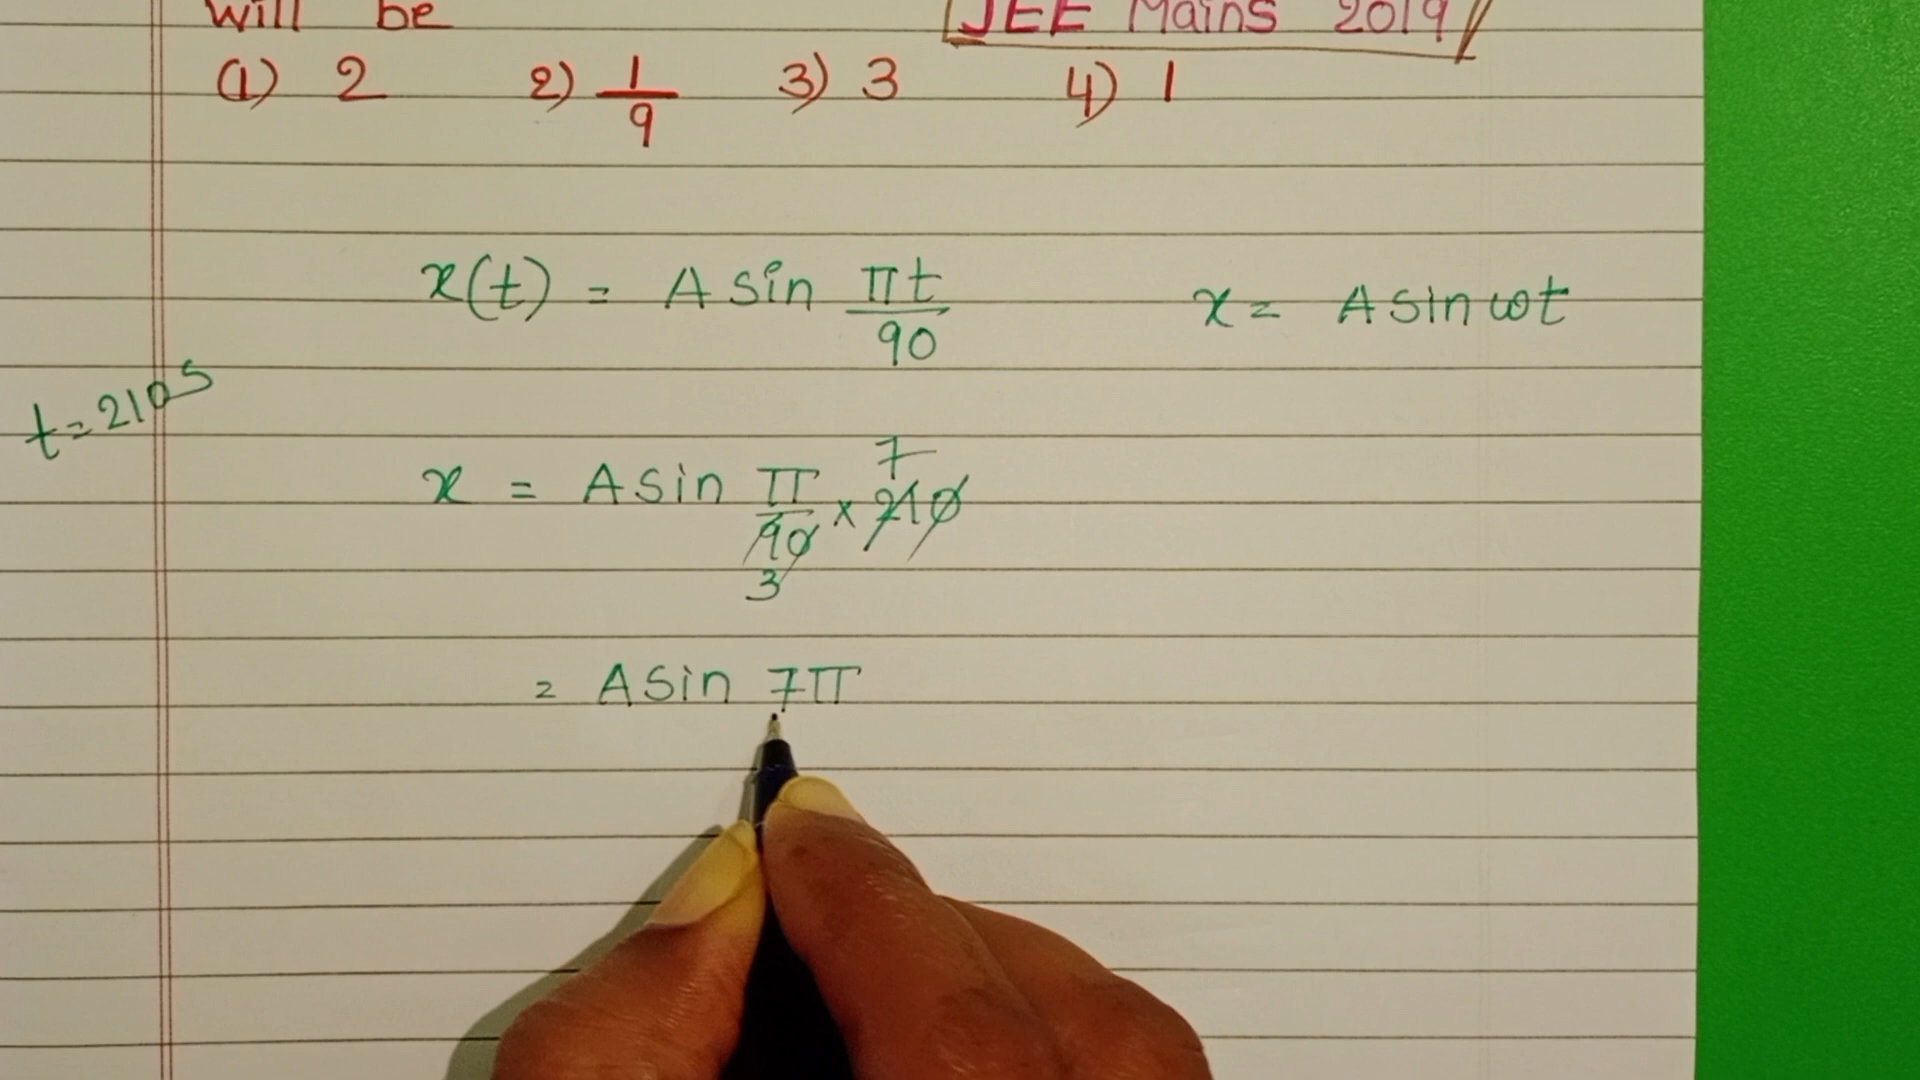 will be
JEE Mains 2019
(1) 2 2) 1/9 3) 3 4) 1
x(t) = A sin πt/90 x = A sin ωt
t = 210 s
x = A sin π/90 × 210 7 3
= A sin 7π